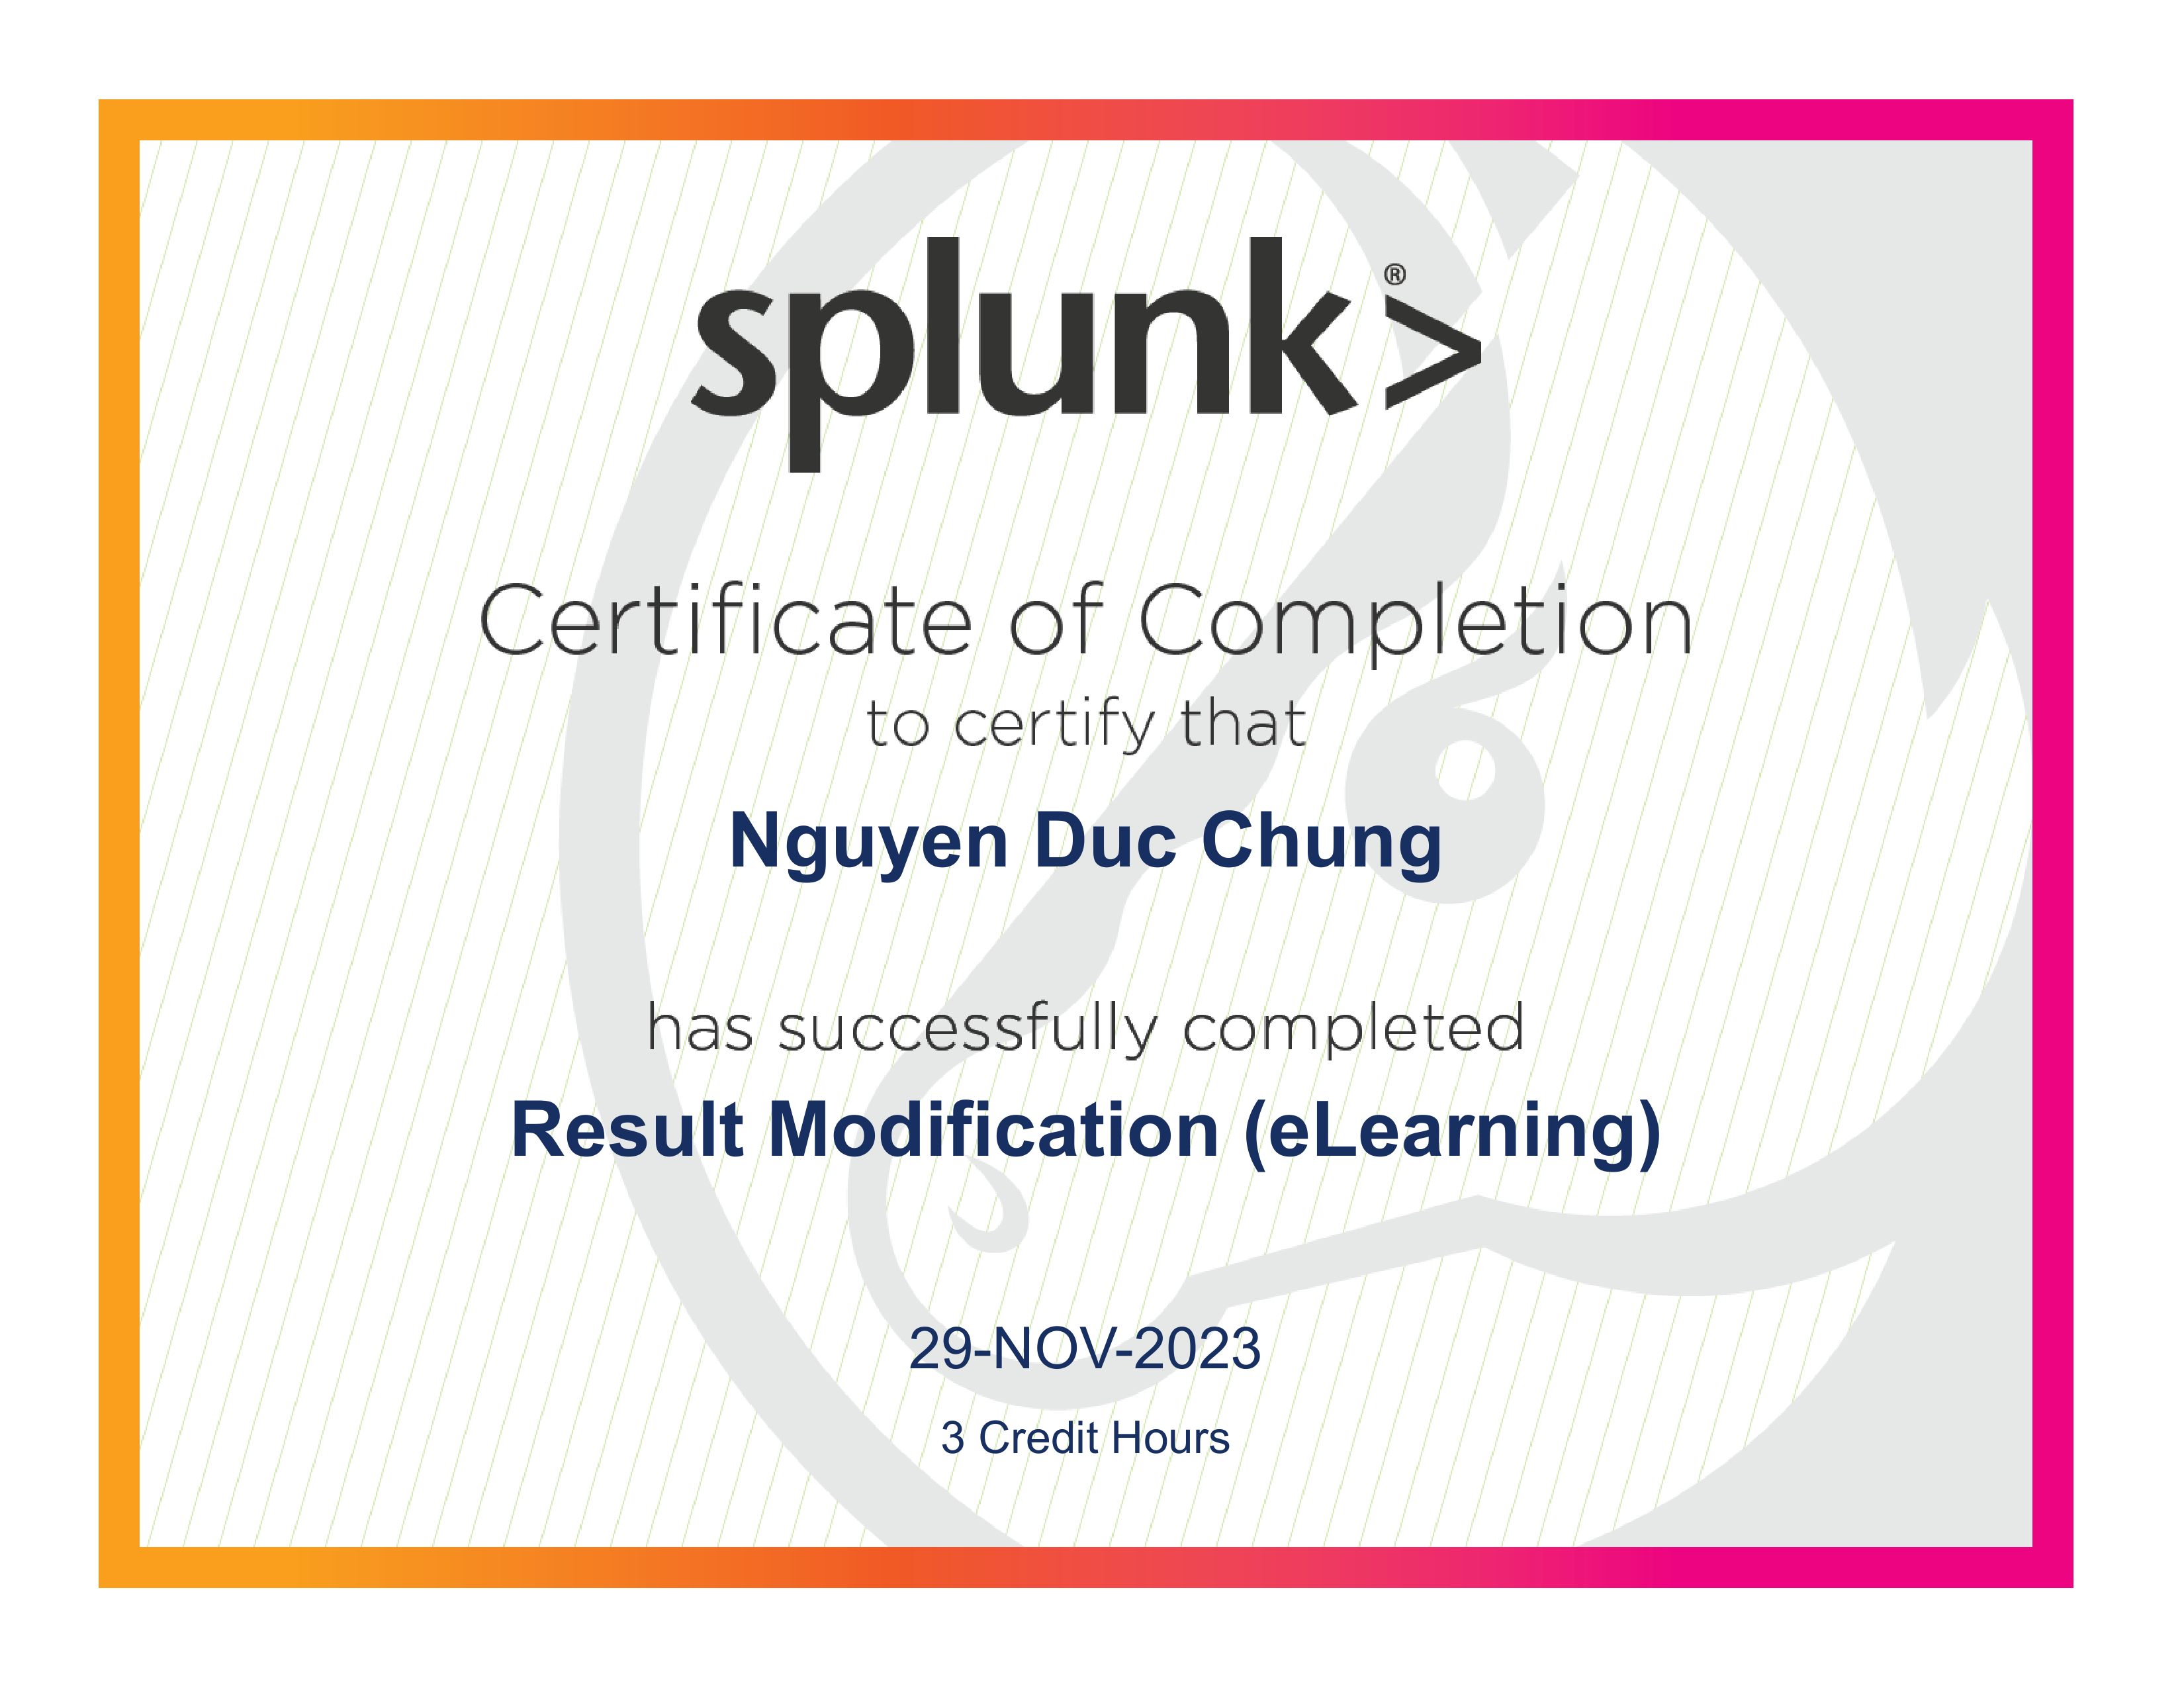 splunk>®
Certificate of Completion
to certify that
Nguyen Duc Chung
has successfully completed
Result Modification (eLearning)
29-NOV-2023
3 Credit Hours